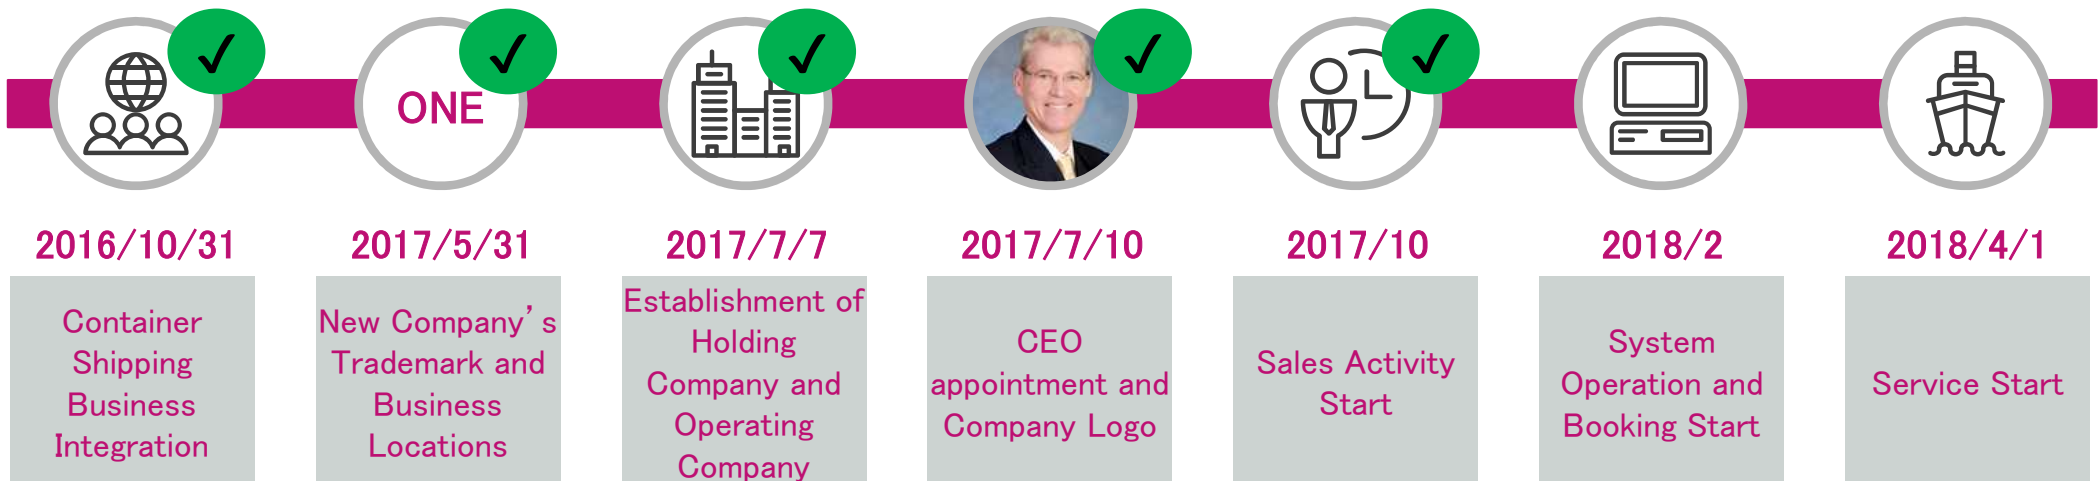 ONE
2016/10/31
Container
Shipping
Business
Integration
2017/5/31
New Company’s
Trademark and
Business
Locations
2017/7/7
Establishment of
Holding
Company and
Operating
Company
2017/7/10
CEO
appointment and
Company Logo
2017/10
Sales Activity
Start
2018/2
System
Operation and
Booking Start
2018/4/1
Service Start